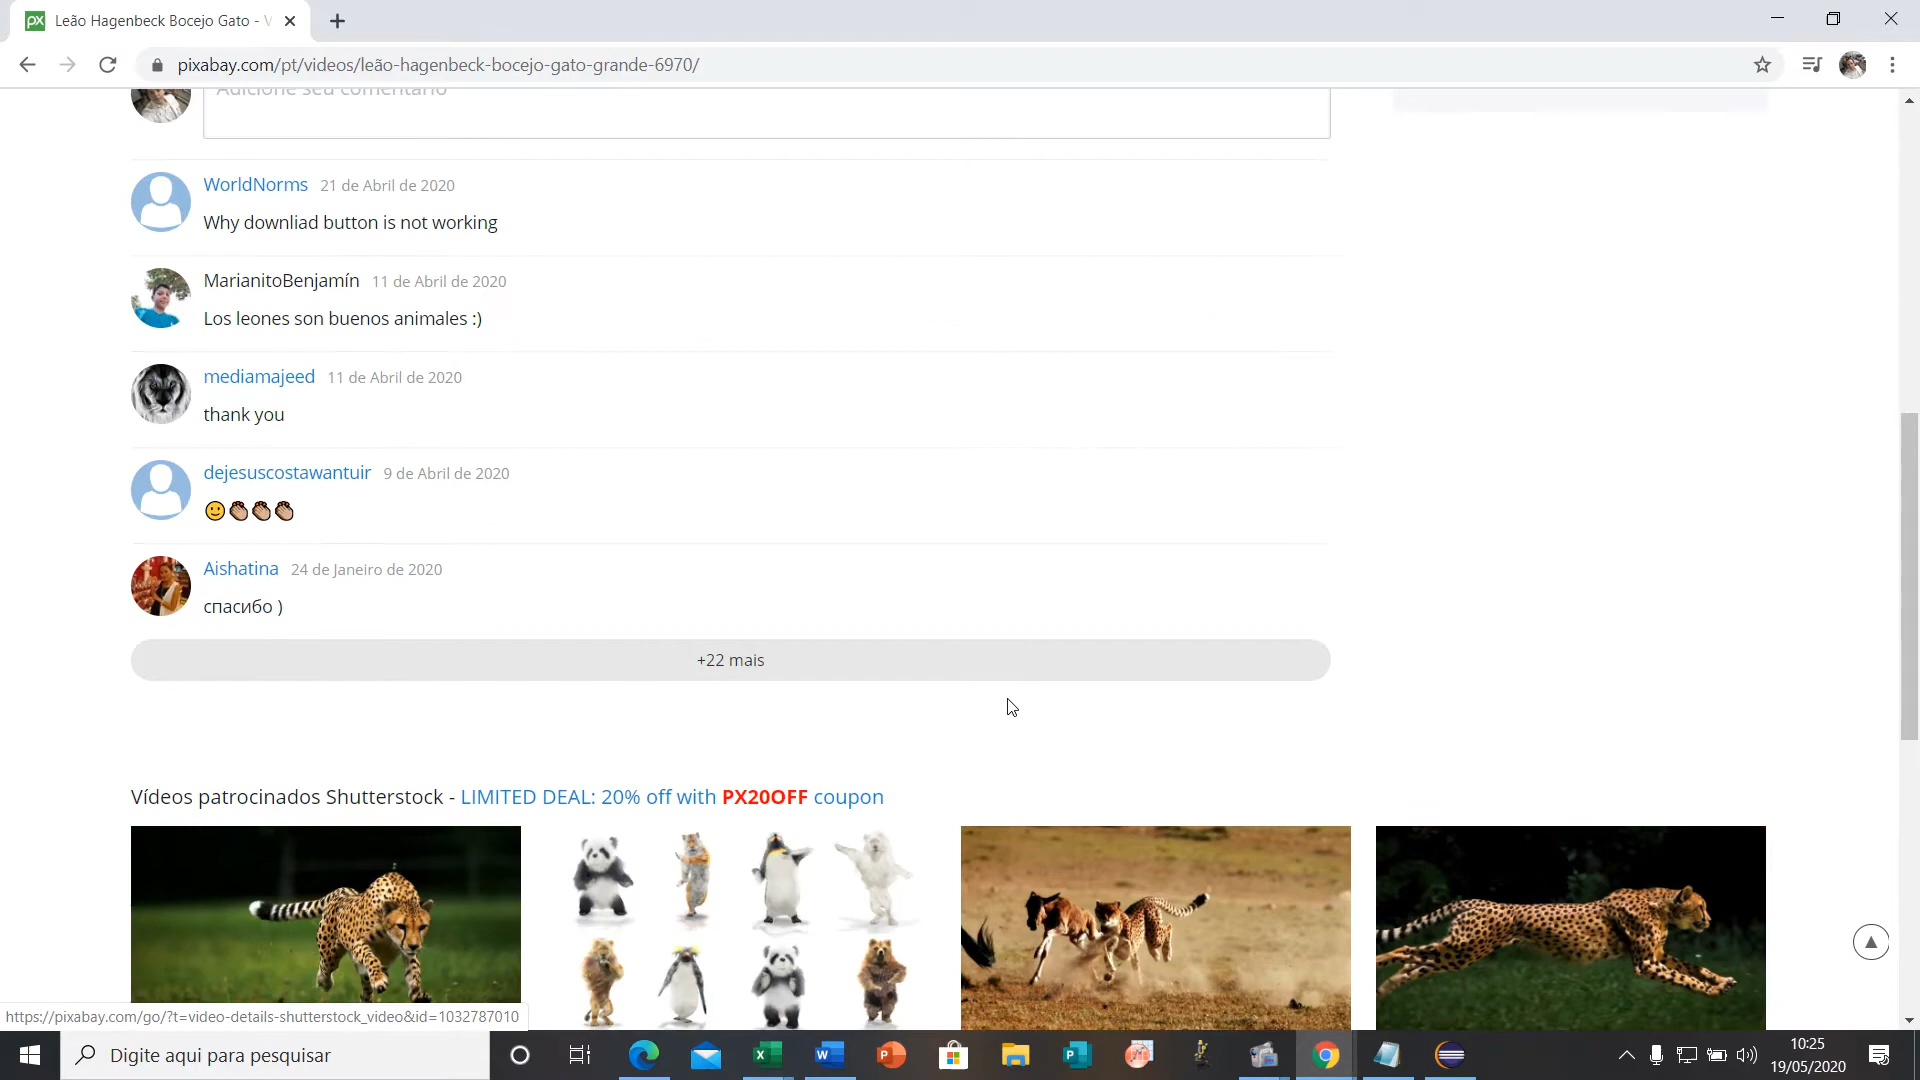 Leão Hagenbeck Bocejo Gato - V
pixabay.com/pt/videos/leão-hagenbeck-bocejo-gato-grande-6970/
Adicione seu comentário
WorldNorms 21 de Abril de 2020
Why downliad button is not working
MarianitoBenjamín 11 de Abril de 2020
Los leones son buenos animales :)
mediamajeed 11 de Abril de 2020
thank you
dejesuscostawantuir 9 de Abril de 2020
Aishatina 24 de Janeiro de 2020
спасибо )
+22 mais
Vídeos patrocinados Shutterstock - LIMITED DEAL: 20% off with PX20OFF coupon
https://pixabay.com/go/?t=video-details-shutterstock_video&id=1032787010
Digite aqui para pesquisar
10:25
19/05/2020